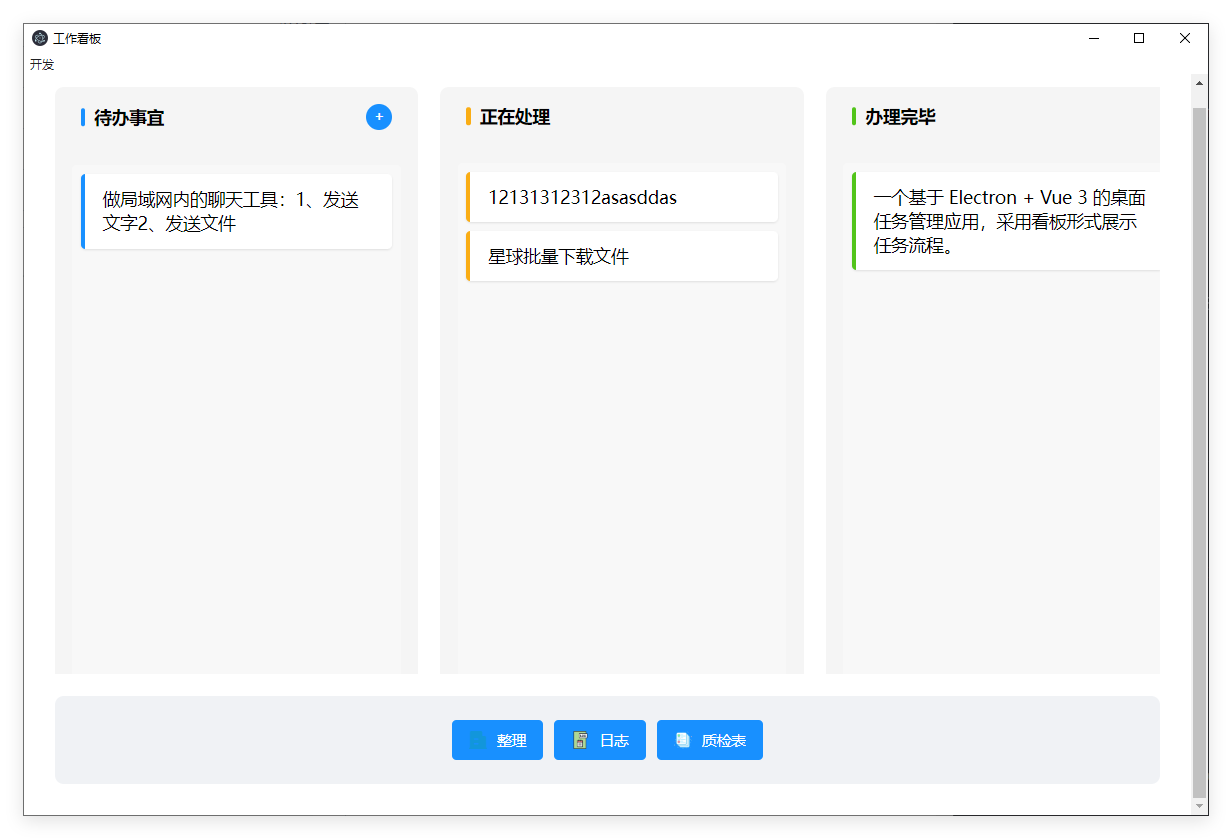 工作看板
开发
待办事宜
+
做局域网内的聊天工具：1、发送
文字2、发送文件
正在处理
12131312312asasddas
星球批量下载文件
办理完毕
一个基于 Electron + Vue 3 的桌面
任务管理应用，采用看板形式展示
任务流程。
整理
日志
质检表